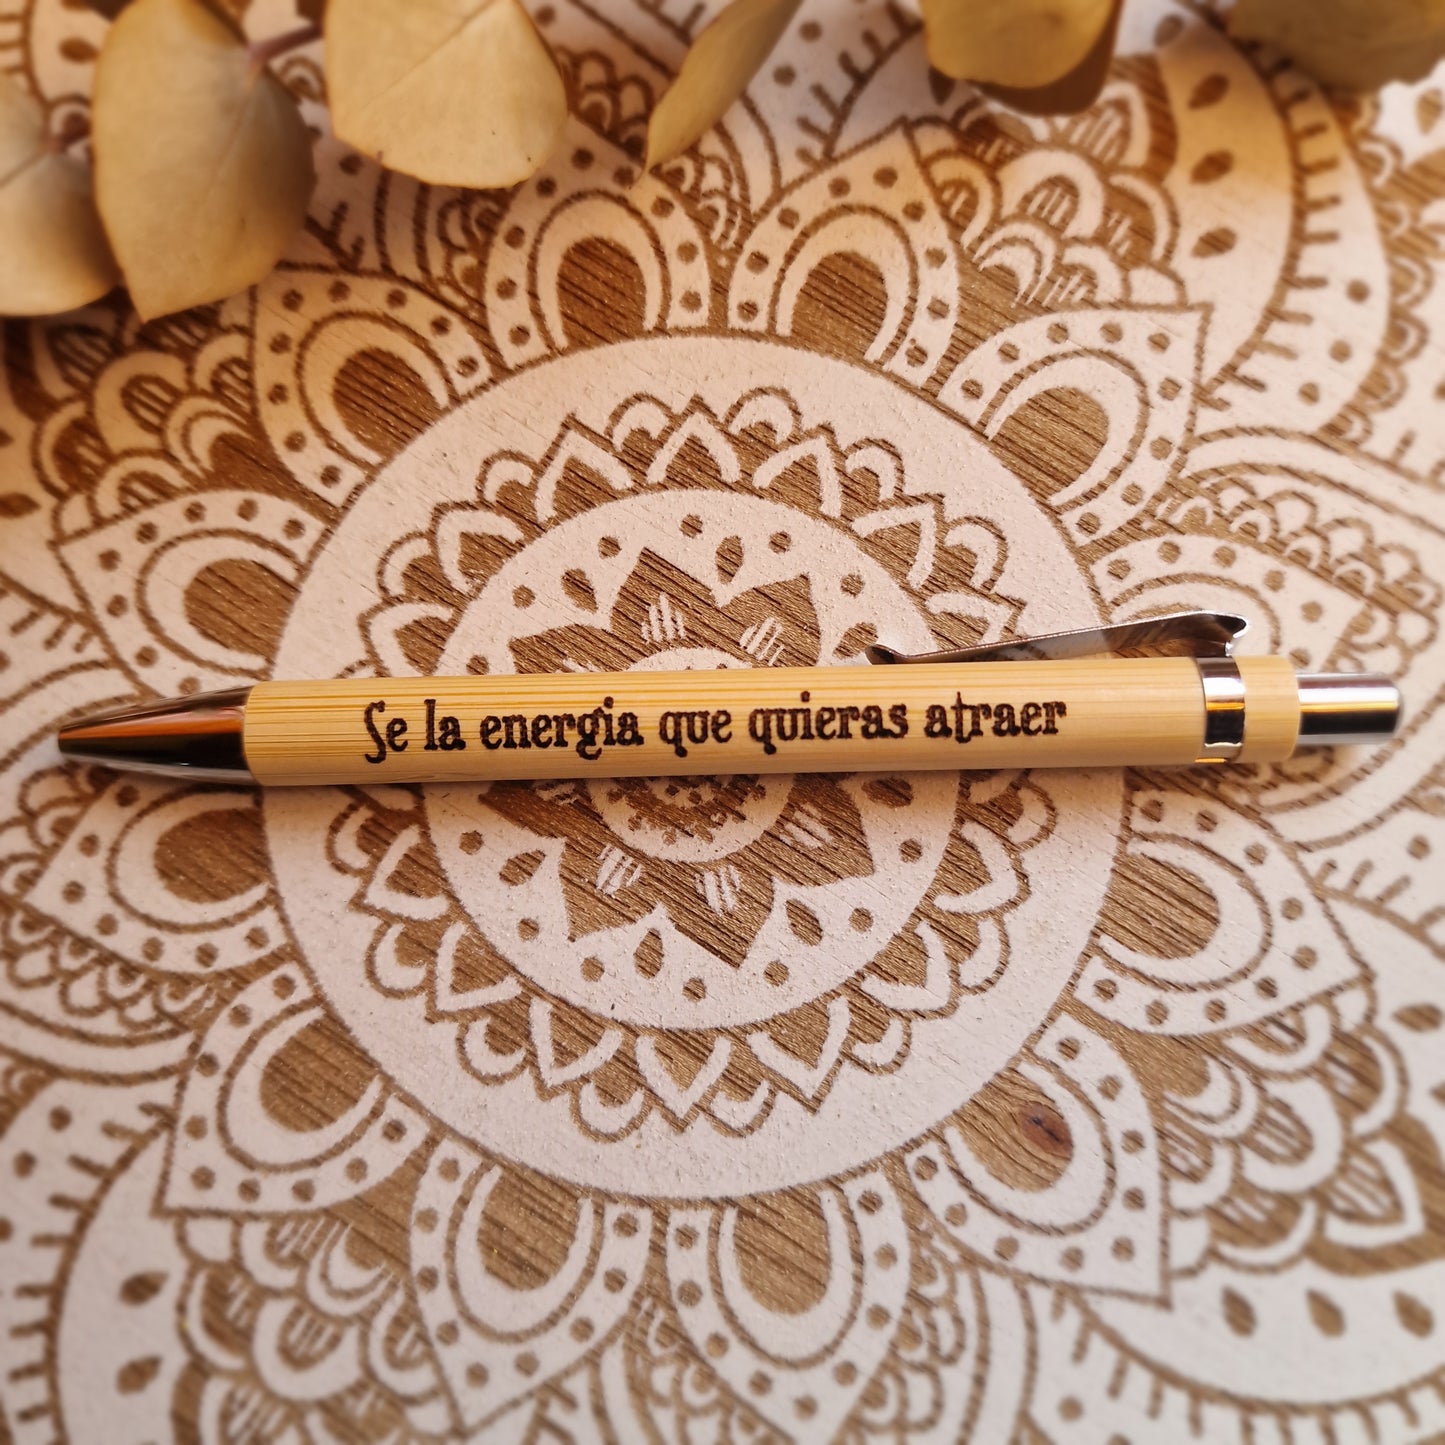 Se la energia que quieras atraer